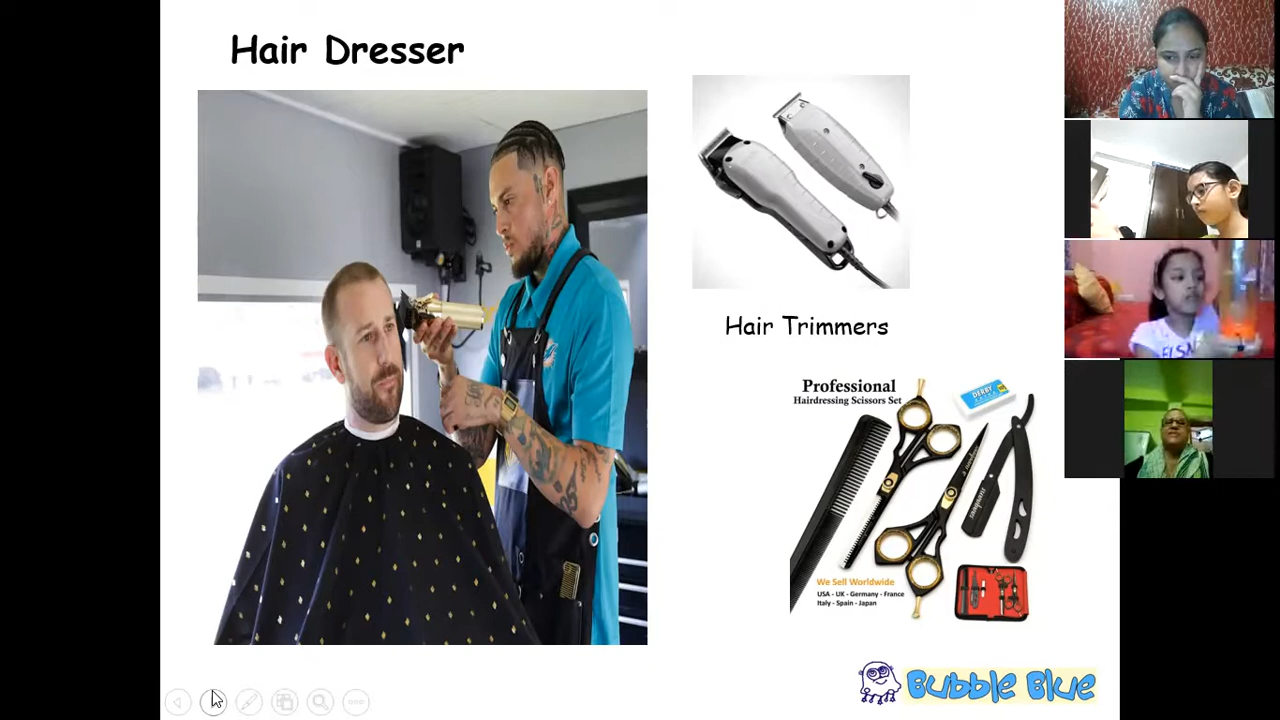 Hair Dresser
Hair Trimmers
Professional
Hairdressing Scissors Set
DERBY
We Sell Worldwide
USA - UK - Germany - France
Italy - Spain - Japan
Bubble Blue